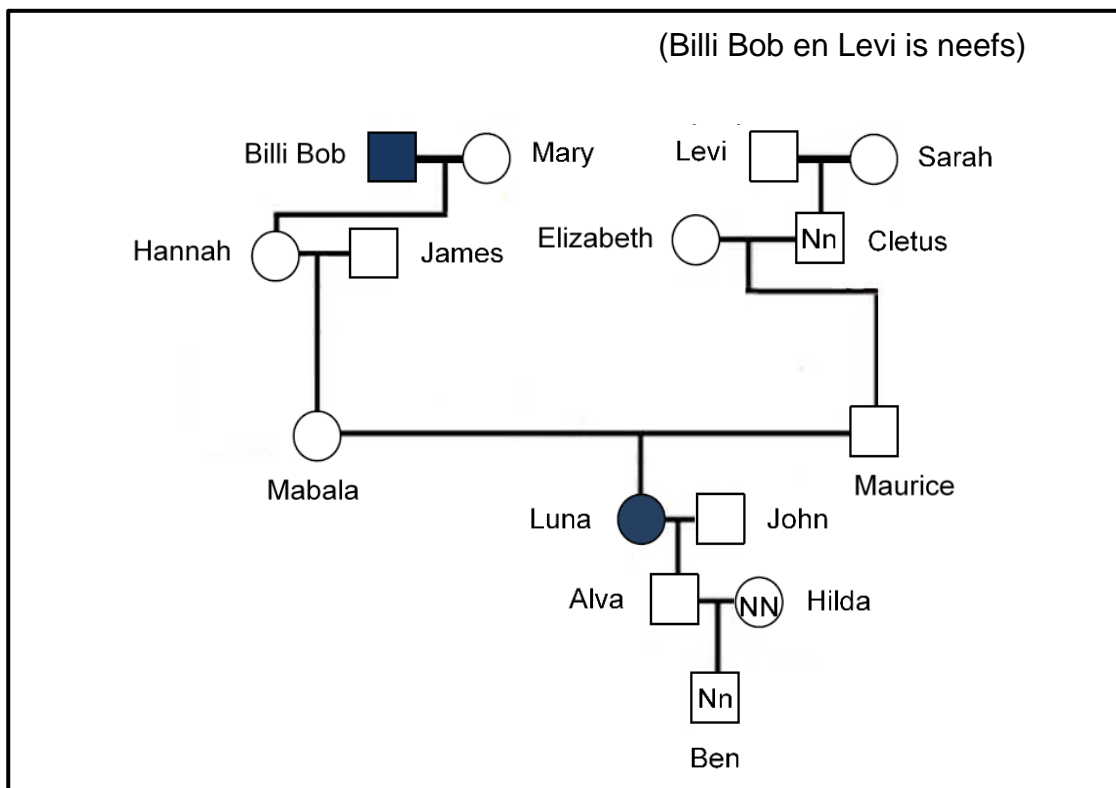 (Billi Bob en Levi is neefs)
Billi Bob
Mary
Levi
Sarah
Hannah
James
Elizabeth
Nn
Cletus
Mabala
Maurice
Luna
John
Alva
NN
Hilda
Nn
Ben